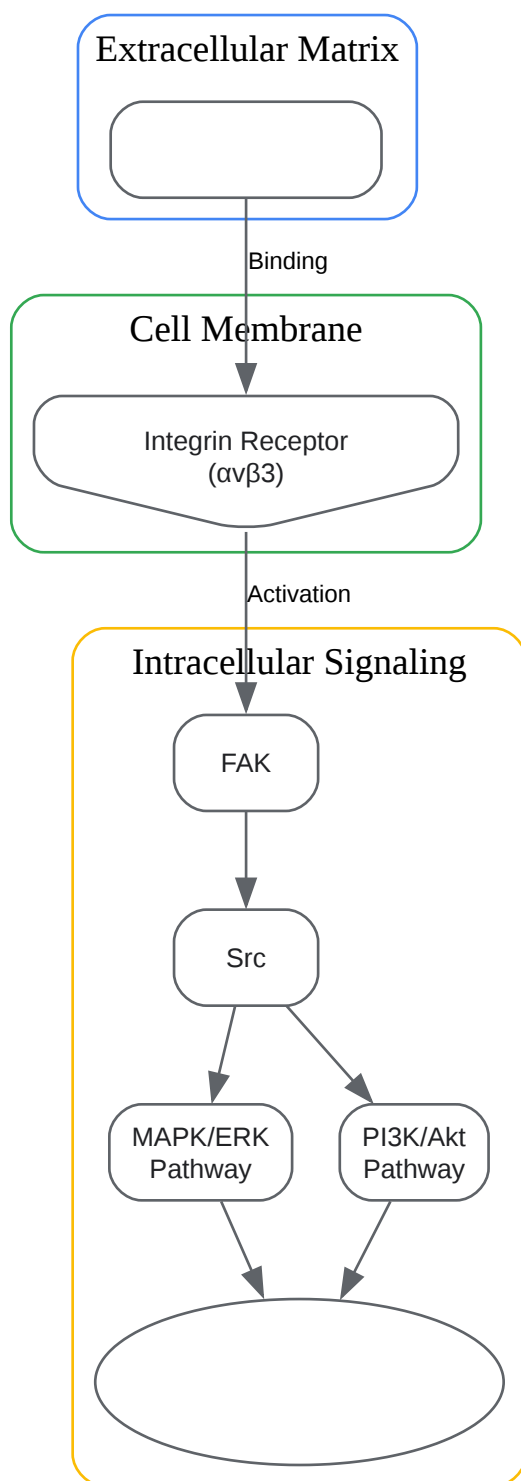 Extracellular Matrix
Binding
Cell Membrane
Integrin Receptor
(αvβ3)
Activation
Intracellular Signaling
FAK
Src
MAPK/ERK
Pathway
PI3K/Akt
Pathway